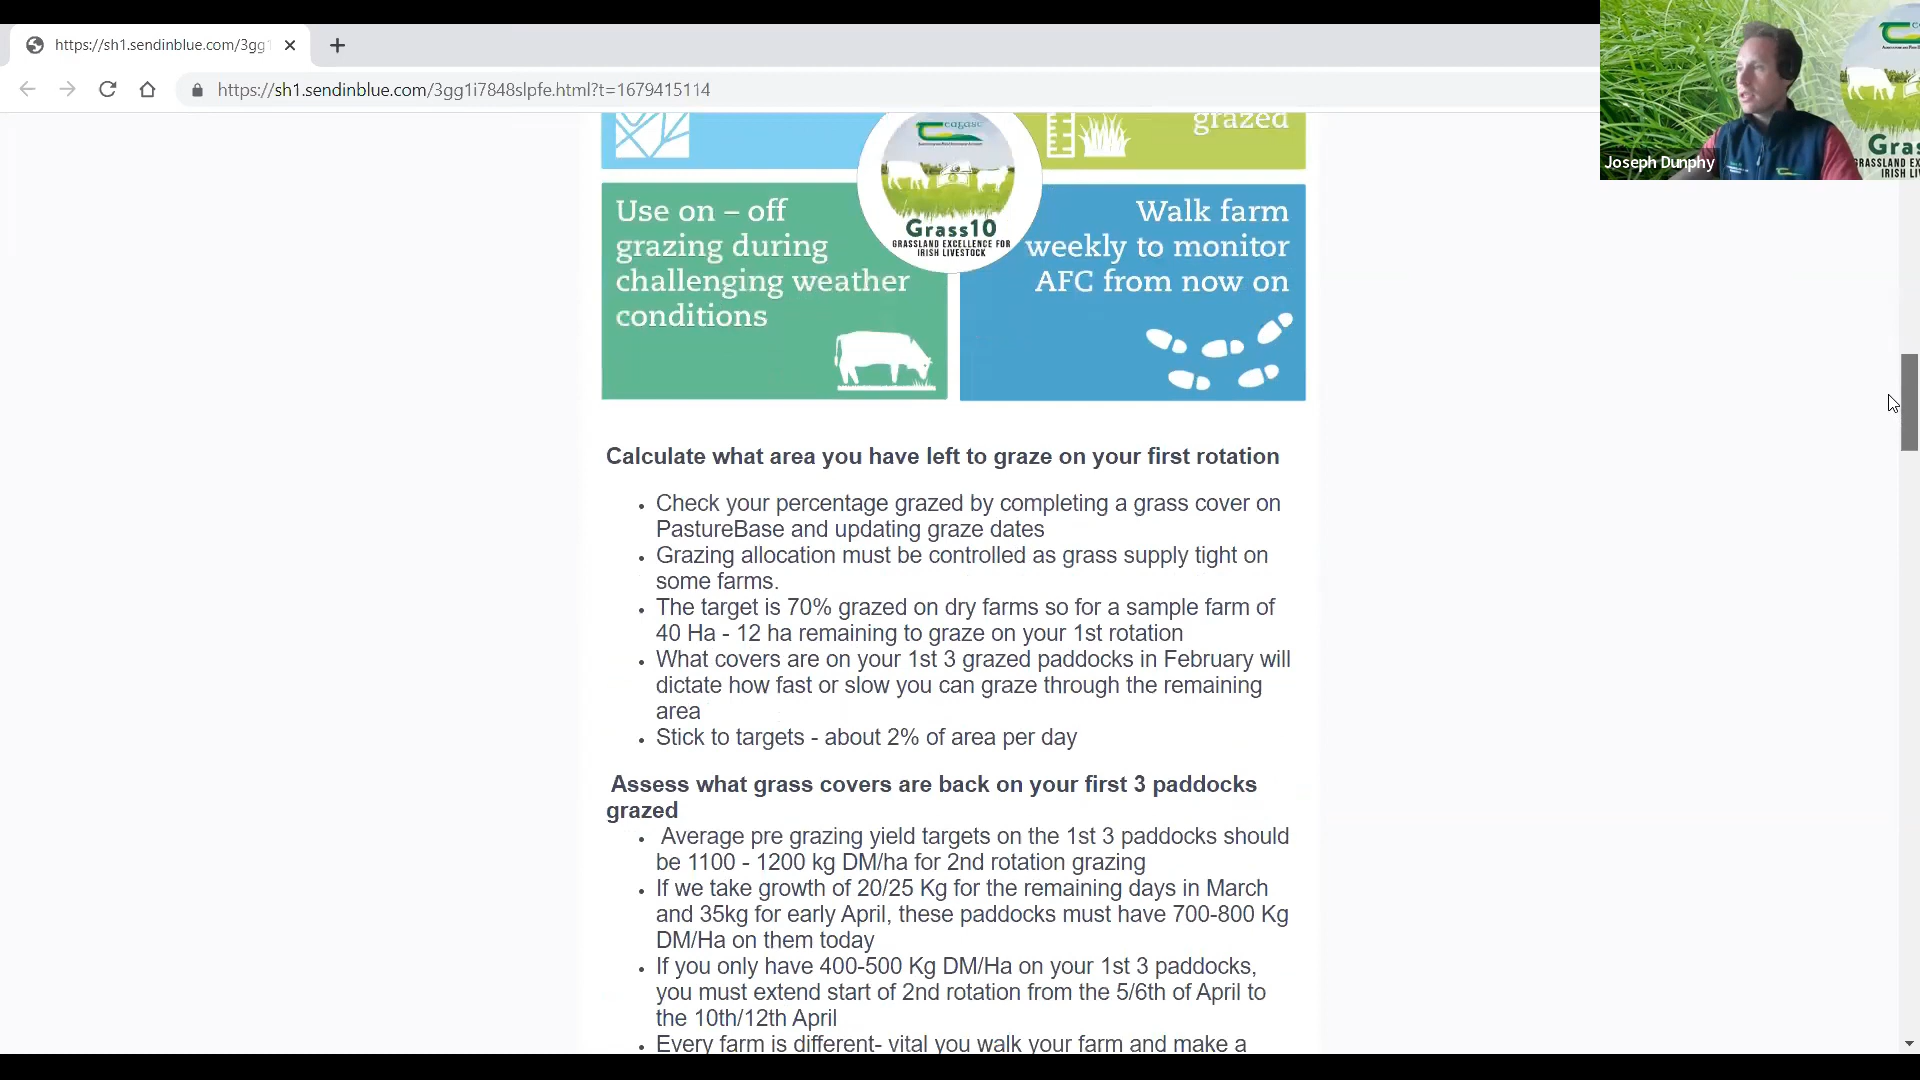 https://sh1.sendinblue.com/3gg1
https://sh1.sendinblue.com/3gg1i7848slpfe.html?t=1679415114
Joseph Dunphy
Gra
GRASSLAND EX
IRISH LIV
grazed
Use on – off
grazing during
challenging weather
conditions
Grass10
GRASSLAND EXCELLENCE FOR
IRISH LIVESTOCK
Walk farm
weekly to monitor
AFC from now on
Calculate what area you have left to graze on your first rotation
• Check your percentage grazed by completing a grass cover on
PastureBase and updating graze dates
• Grazing allocation must be controlled as grass supply tight on
some farms.
• The target is 70% grazed on dry farms so for a sample farm of
40 Ha - 12 ha remaining to graze on your 1st rotation
• What covers are on your 1st 3 grazed paddocks in February will
dictate how fast or slow you can graze through the remaining
area
• Stick to targets - about 2% of area per day
Assess what grass covers are back on your first 3 paddocks
grazed
• Average pre grazing yield targets on the 1st 3 paddocks should
be 1100 - 1200 kg DM/ha for 2nd rotation grazing
• If we take growth of 20/25 Kg for the remaining days in March
and 35kg for early April, these paddocks must have 700-800 Kg
DM/Ha on them today
• If you only have 400-500 Kg DM/Ha on your 1st 3 paddocks,
you must extend start of 2nd rotation from the 5/6th of April to
the 10th/12th April
• Every farm is different- vital you walk your farm and make a